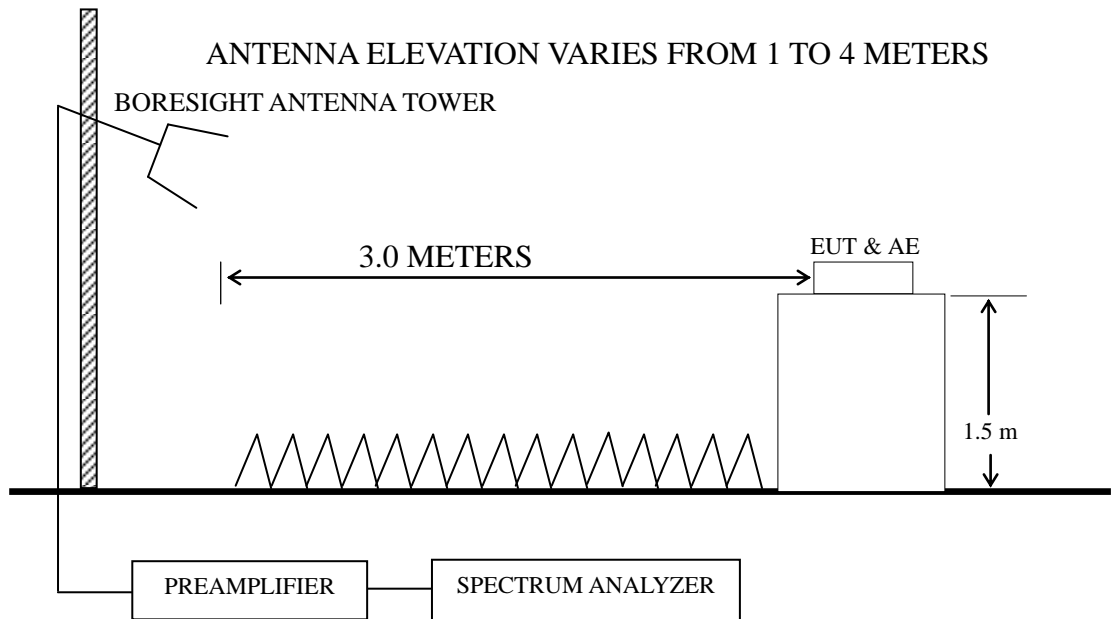 ANTENNA ELEVATION VARIES FROM 1 TO 4 METERS
BORESIGHT ANTENNA TOWER
3.0 METERS
EUT & AE
1.5 m
PREAMPLIFIER
SPECTRUM ANALYZER